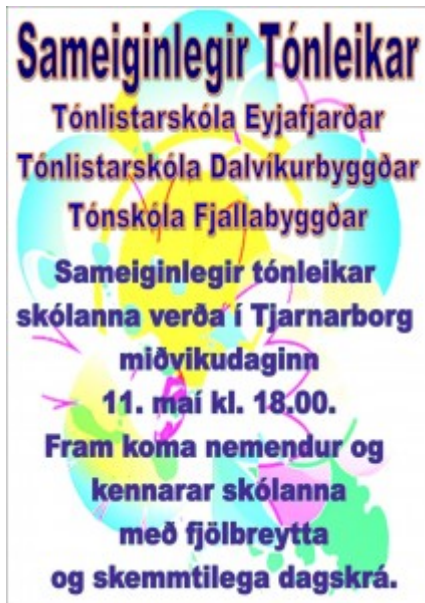 Sameiginlegir Tónleikar
Tónlistarskóla Eyjafjarðar
Tónlistarskóla Dalvíkurbyggðar
Tónskóla Fjallabyggðar
Sameiginlegir tónleikar
skólanna verða í Tjarnarborg
miðvikudaginn
11. maí kl. 18.00.
Fram koma nemendur og
kennarar skólanna
með fjölbreytta
og skemmtilega dagskrá.